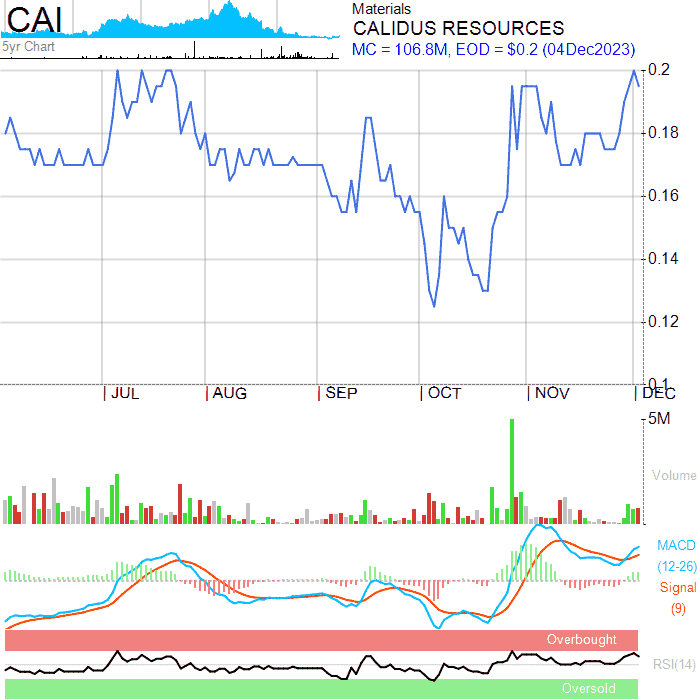 CAI
5yr Chart
Materials
CALIDUS RESOURCES
MC = 106.8M, EOD = $0.2 (04Dec2023)
0.2
0.18
0.16
0.14
0.12
0.1
JUL AUG SEP OCT NOV DEC
5M
Volume
MACD
(12-26)
Signal
(9)
Overbought
RSI(14)
Oversold